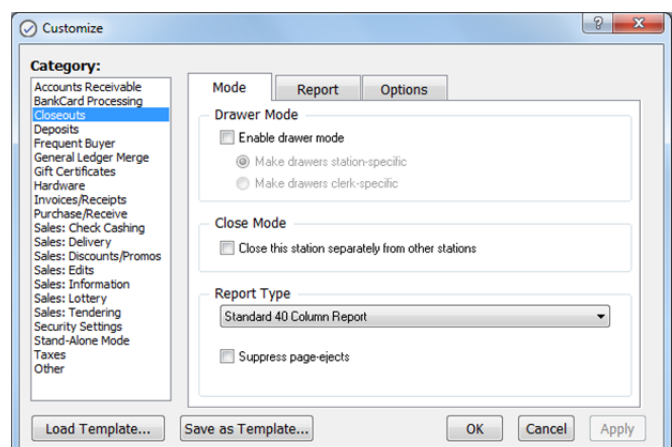 Customize
Category:
Accounts Receivable
BankCard Processing
Closeouts
Deposits
Frequent Buyer
General Ledger Merge
Gift Certificates
Hardware
Invoices/Receipts
Purchase/Receive
Sales: Check Cashing
Sales: Delivery
Sales: Discounts/Promos
Sales: Edits
Sales: Information
Sales: Lottery
Sales: Tendering
Security Settings
Stand-Alone Mode
Taxes
Other
Mode Report Options
Drawer Mode
Enable drawer mode
Make drawers station-specific
Make drawers clerk-specific
Close Mode
Close this station separately from other stations
Report Type
Standard 40 Column Report
Suppress page-ejects
Load Template... Save as Template... OK Cancel Apply